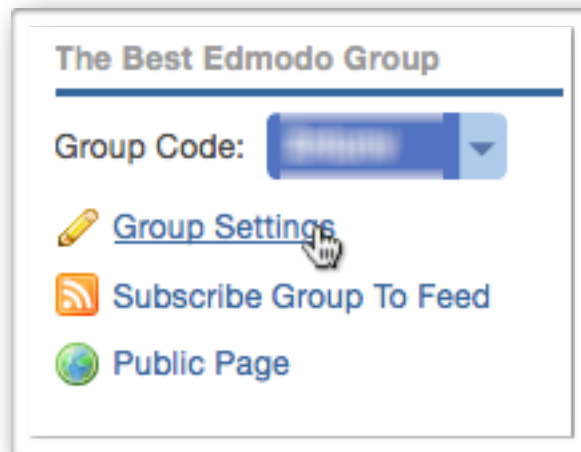 The Best Edmodo Group
Group Code:
Group Settings
Subscribe Group To Feed
Public Page